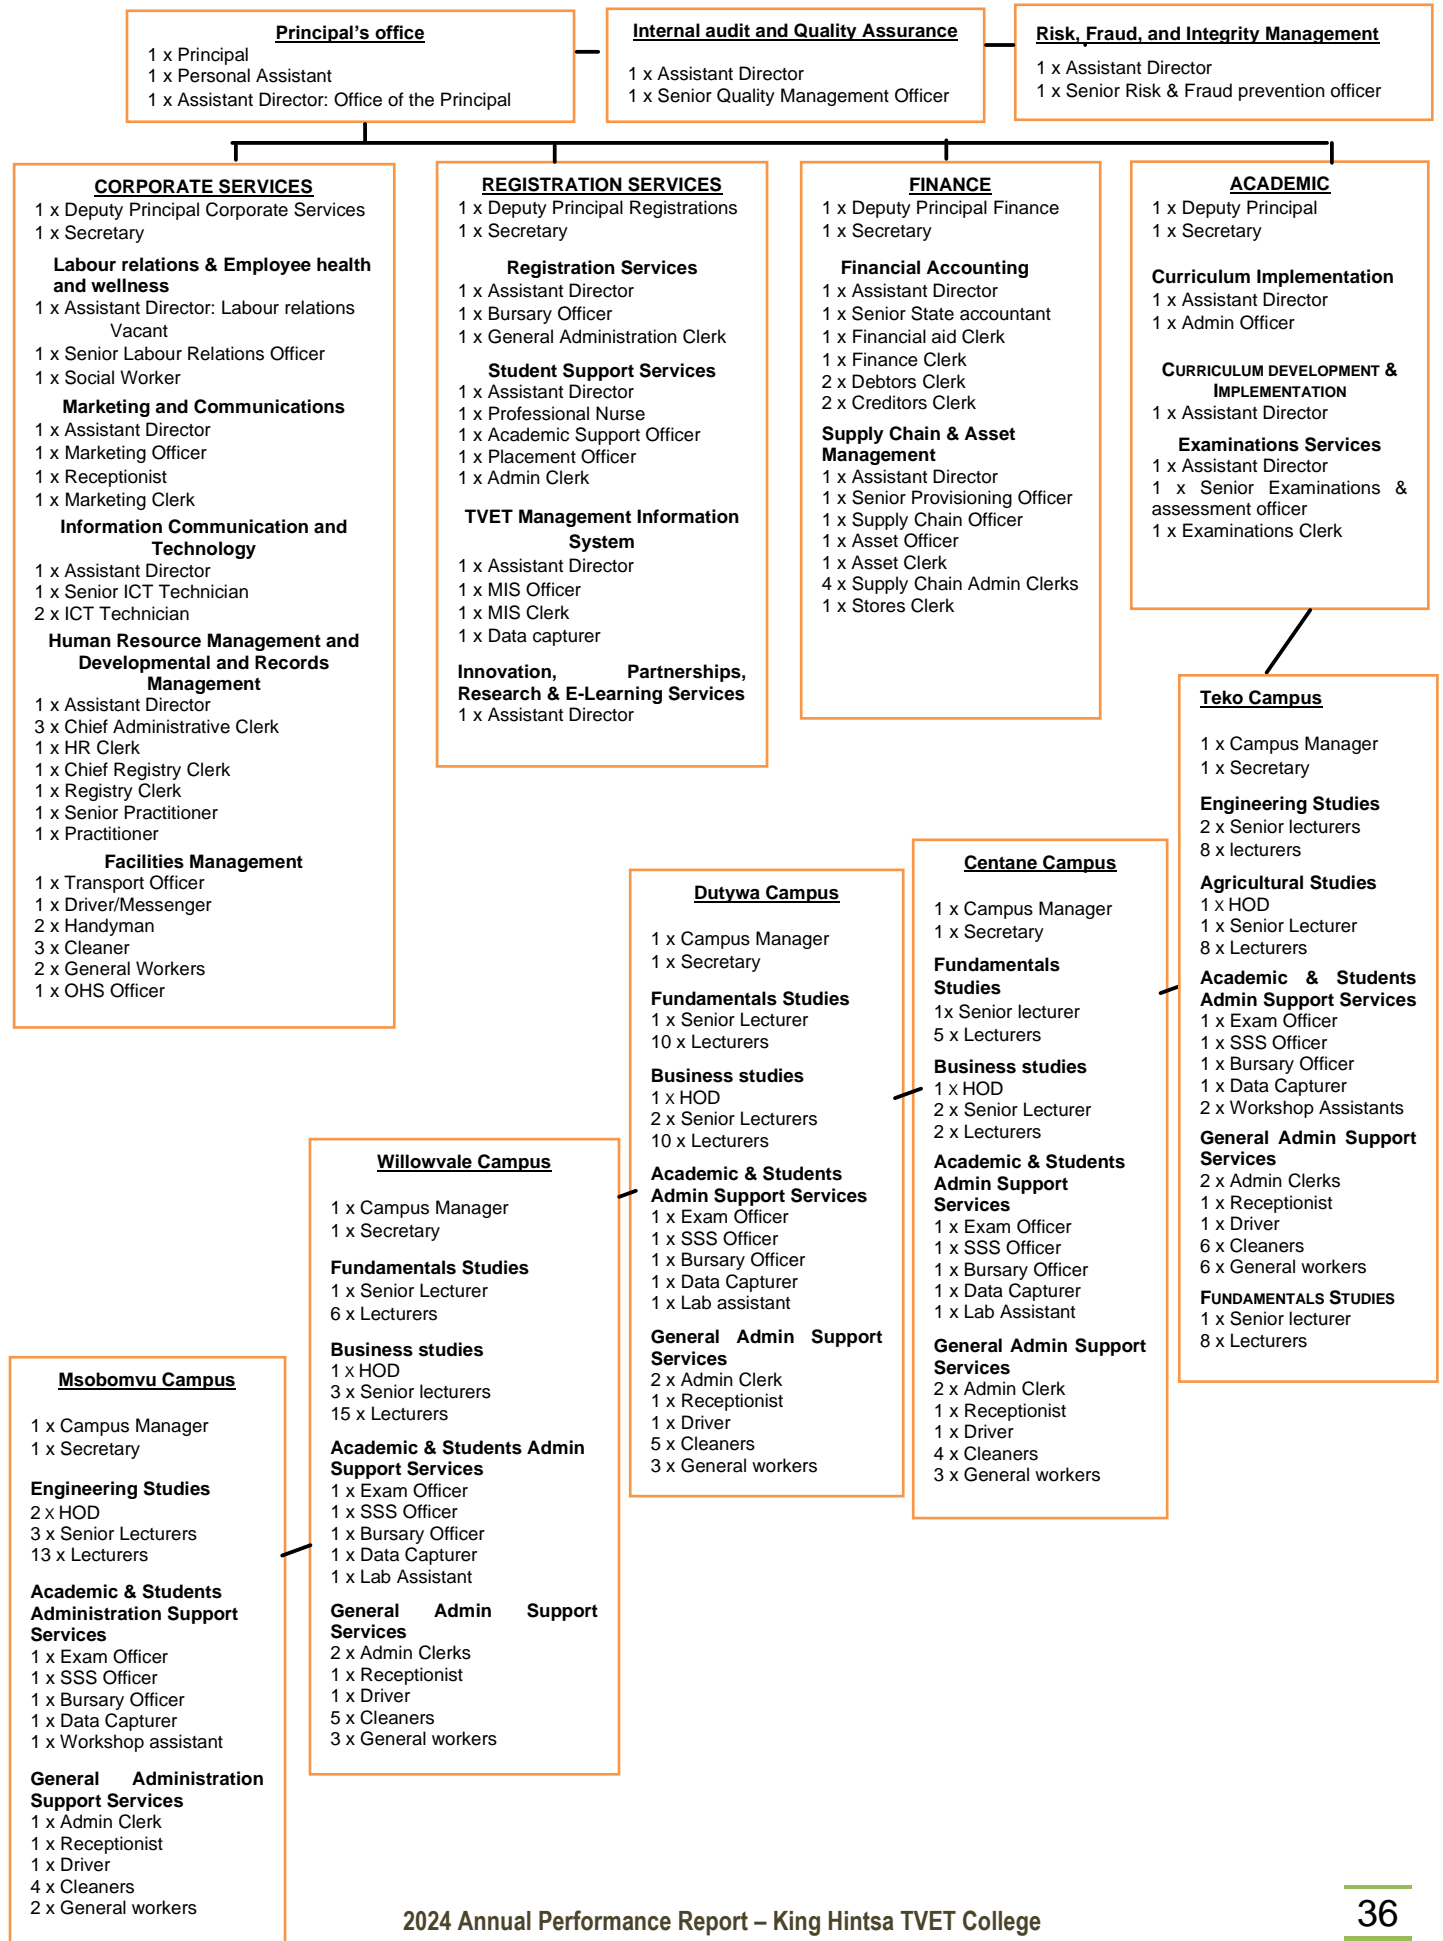 Principal's office
1 x Principal
1 x Personal Assistant
1 x Assistant Director: Office of the Principal
Internal audit and Quality Assurance
1 x Assistant Director
1 x Senior Quality Management Officer
Risk, Fraud, and Integrity Management
1 x Assistant Director
1 x Senior Risk & Fraud prevention officer
CORPORATE SERVICES
1 x Deputy Principal Corporate Services
1 x Secretary
Labour relations & Employee health
and wellness
1 x Assistant Director: Labour relations
Vacant
1 x Senior Labour Relations Officer
1 x Social Worker
Marketing and Communications
1 x Assistant Director
1 x Marketing Officer
1 x Receptionist
1 x Marketing Clerk
Information Communication and
Technology
1 x Assistant Director
1 x Senior ICT Technician
2 x ICT Technician
Human Resource Management and
Developmental and Records
Management
1 x Assistant Director
3 x Chief Administrative Clerk
1 x HR Clerk
1 x Chief Registry Clerk
1 x Registry Clerk
1 x Senior Practitioner
1 x Practitioner
Facilities Management
1 x Transport Officer
1 x Driver/Messenger
2 x Handyman
3 x Cleaner
2 x General Workers
1 x OHS Officer
REGISTRATION SERVICES
1 x Deputy Principal Registrations
1 x Secretary
Registration Services
1 x Assistant Director
1 x Bursary Officer
1 x General Administration Clerk
Student Support Services
1 x Assistant Director
1 x Professional Nurse
1 x Academic Support Officer
1 x Placement Officer
1 x Admin Clerk
TVET Management Information
System
1 x Assistant Director
1 x MIS Officer
1 x MIS Clerk
1 x Data capturer
Innovation, Partnerships,
Research & E-Learning Services
1 x Assistant Director
FINANCE
1 x Deputy Principal Finance
1 x Secretary
Financial Accounting
1 x Assistant Director
1 x Senior State accountant
1 x Financial aid Clerk
1 x Finance Clerk
2 x Debtors Clerk
2 x Creditors Clerk
Supply Chain & Asset
Management
1 x Assistant Director
1 x Senior Provisioning Officer
1 x Supply Chain Officer
1 x Asset Officer
1 x Asset Clerk
4 x Supply Chain Admin Clerks
1 x Stores Clerk
ACADEMIC
1 x Deputy Principal
1 x Secretary
Curriculum Implementation
1 x Assistant Director
1 x Admin Officer
CURRICULUM DEVELOPMENT &
IMPLEMENTATION
1 x Assistant Director
Examinations Services
1 x Assistant Director
1 x Senior Examinations &
assessment officer
1 x Examinations Clerk
Teko Campus
1 x Campus Manager
1 x Secretary
Engineering Studies
2 x Senior lecturers
8 x lecturers
Agricultural Studies
1 x HOD
1 x Senior Lecturer
8 x Lecturers
Academic & Students
Admin Support Services
1 x Exam Officer
1 x SSS Officer
1 x Bursary Officer
1 x Data Capturer
2 x Workshop Assistants
General Admin Support
Services
2 x Admin Clerks
1 x Receptionist
1 x Driver
6 x Cleaners
6 x General workers
FUNDAMENTALS STUDIES
1 x Senior lecturer
8 x Lecturers
Centane Campus
1 x Campus Manager
1 x Secretary
Fundamentals
Studies
1x Senior lecturer
5 x Lecturers
Business studies
1 x HOD
2 x Senior Lecturer
2 x Lecturers
Academic & Students
Admin Support
Services
1 x Exam Officer
1 x SSS Officer
1 x Bursary Officer
1 x Data Capturer
1 x Lab Assistant
General Admin Support
Services
2 x Admin Clerk
1 x Receptionist
1 x Driver
4 x Cleaners
3 x General workers
Dutywa Campus
1 x Campus Manager
1 x Secretary
Fundamentals Studies
1 x Senior Lecturer
10 x Lecturers
Business studies
1 x HOD
2 x Senior Lecturers
10 x Lecturers
Academic & Students
Admin Support Services
1 x Exam Officer
1 x SSS Officer
1 x Bursary Officer
1 x Data Capturer
1 x Lab assistant
General Admin Support
Services
2 x Admin Clerk
1 x Receptionist
1 x Driver
5 x Cleaners
3 x General workers
Willowvale Campus
1 x Campus Manager
1 x Secretary
Fundamentals Studies
1 x Senior Lecturer
6 x Lecturers
Business studies
1 x HOD
3 x Senior lecturers
15 x Lecturers
Academic & Students Admin
Support Services
1 x Exam Officer
1 x SSS Officer
1 x Bursary Officer
1 x Data Capturer
1 x Lab Assistant
General Admin Support
Services
2 x Admin Clerks
1 x Receptionist
1 x Driver
5 x Cleaners
3 x General workers
Msobomvu Campus
1 x Campus Manager
1 x Secretary
Engineering Studies
2 x HOD
3 x Senior Lecturers
13 x Lecturers
Academic & Students
Administration Support
Services
1 x Exam Officer
1 x SSS Officer
1 x Bursary Officer
1 x Data Capturer
1 x Workshop assistant
General Administration
Support Services
1 x Admin Clerk
1 x Receptionist
1 x Driver
4 x Cleaners
2 x General workers
2024 Annual Performance Report – King Hintsa TVET College
36